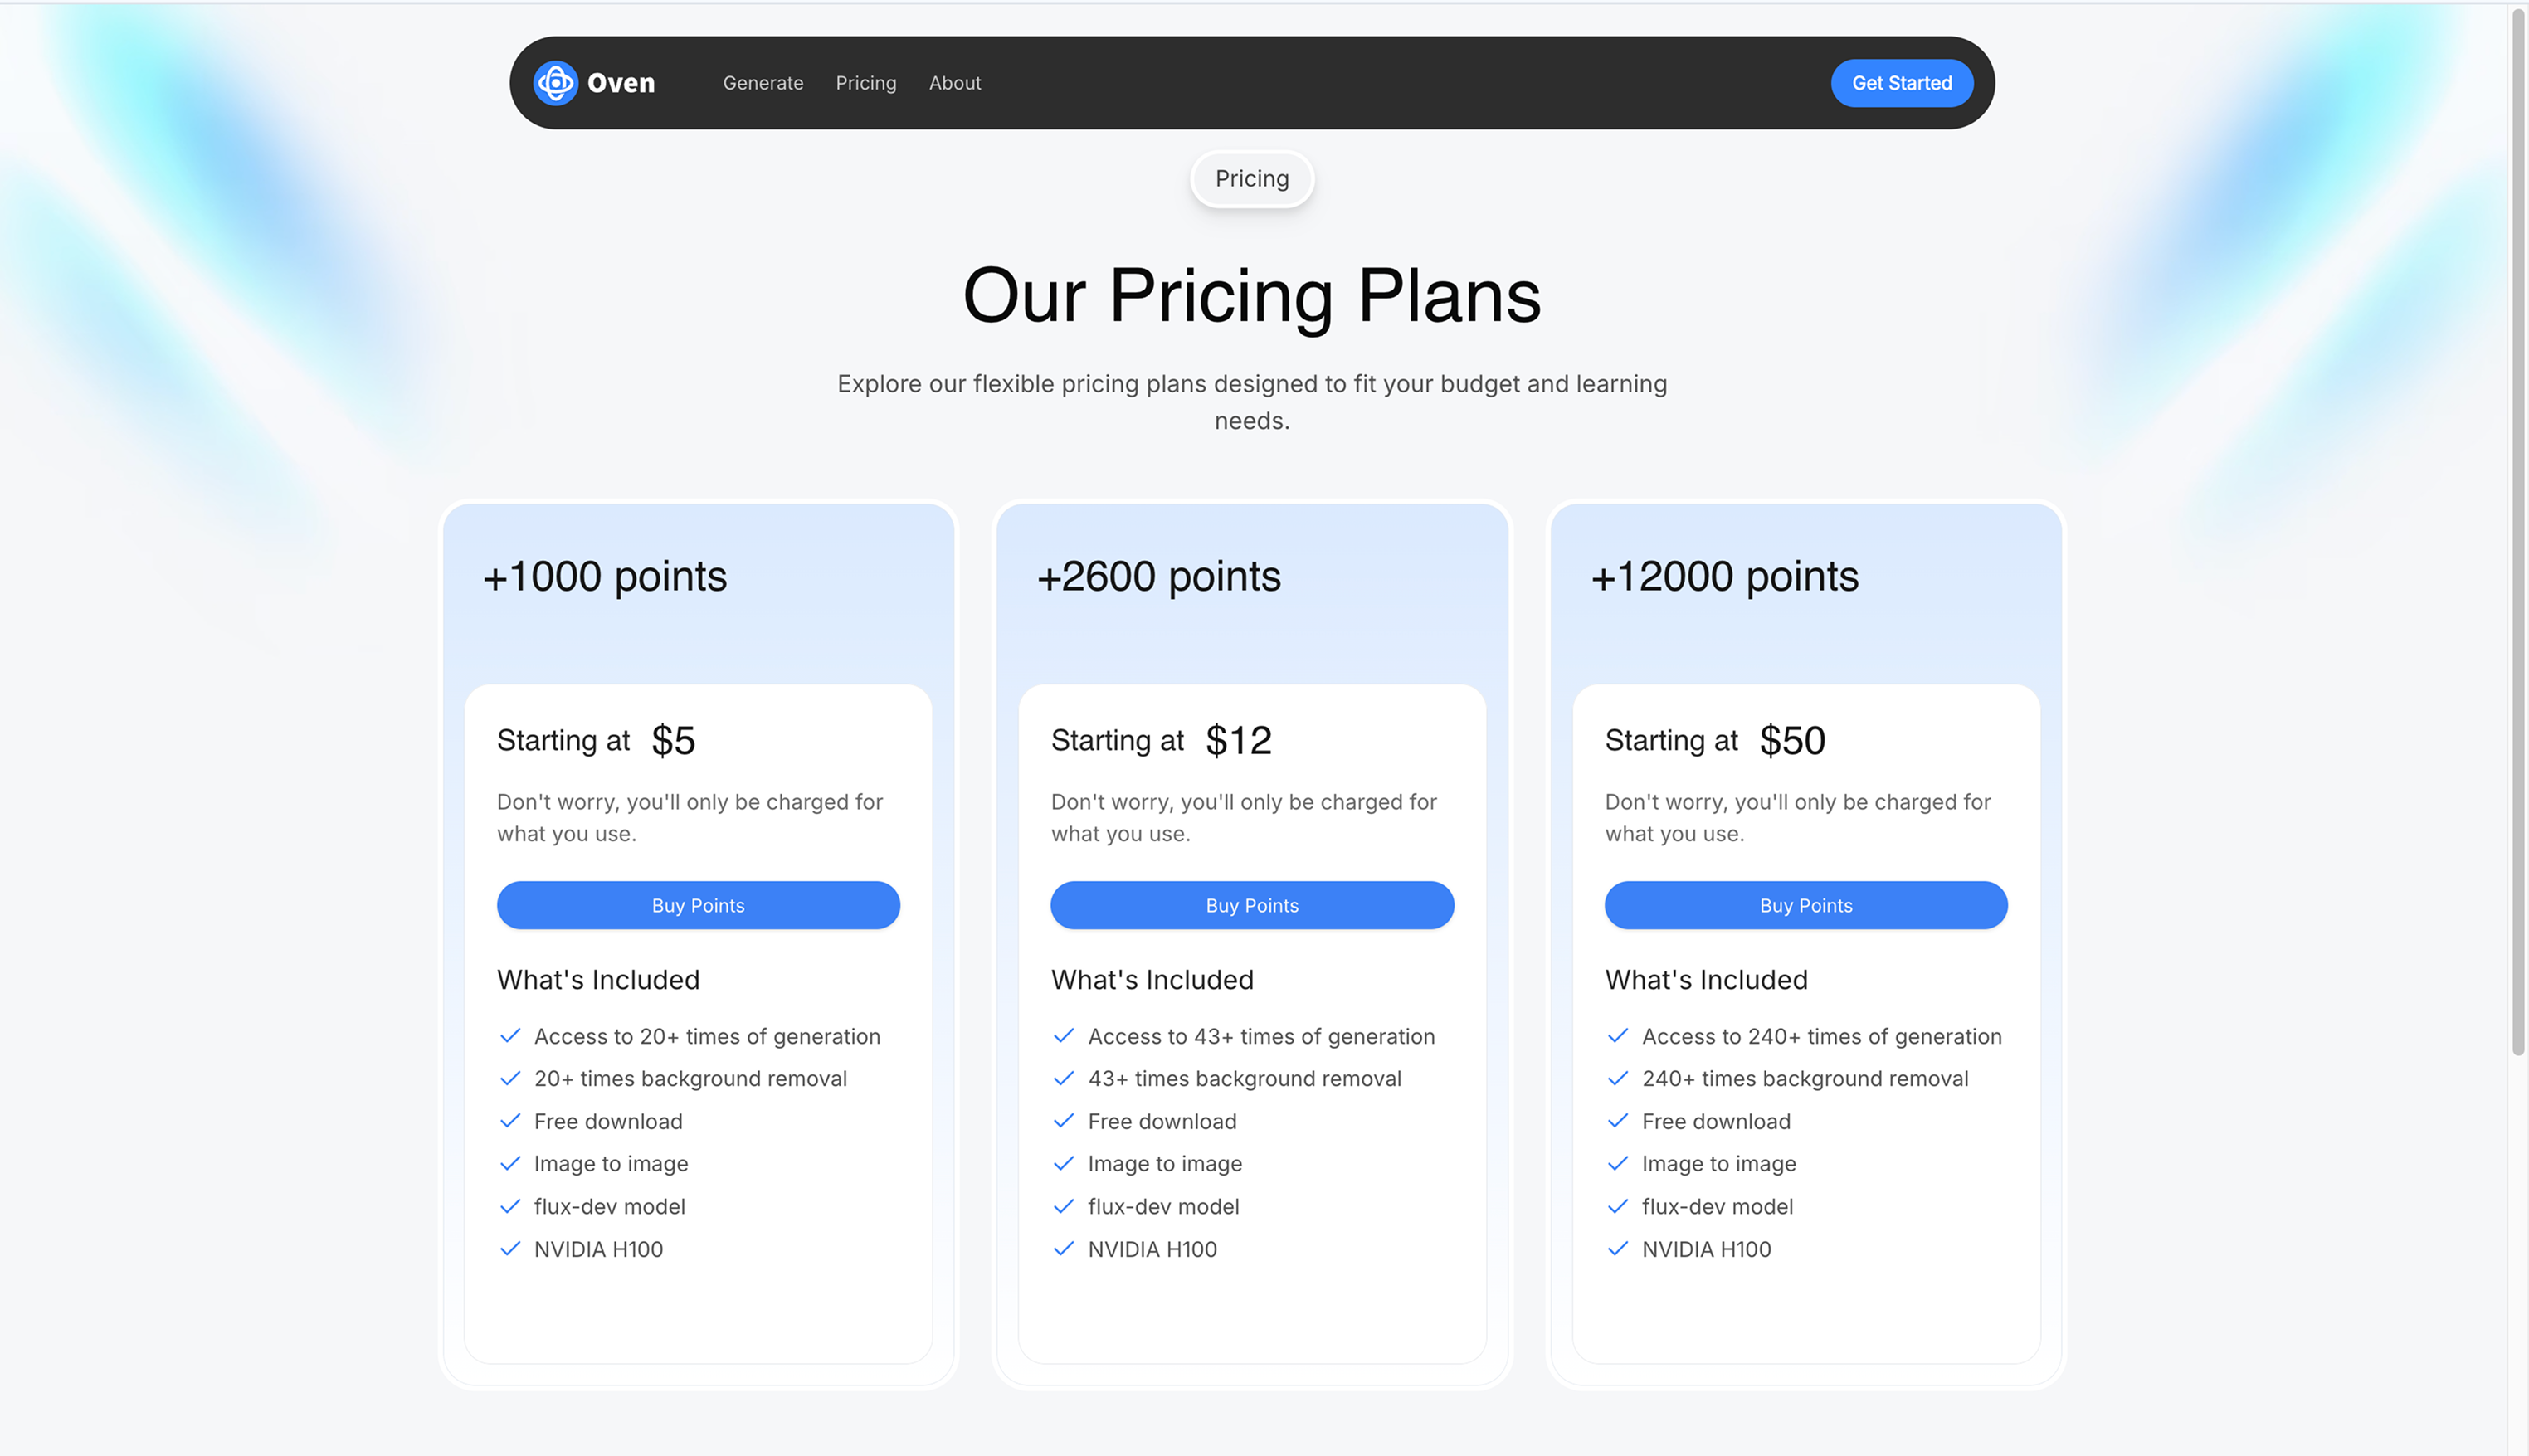 Oven
Generate
Pricing
About
Get Started
Pricing
Our Pricing Plans
Explore our flexible pricing plans designed to fit your budget and learning
needs.
+1000 points
Starting at $5
Don't worry, you'll only be charged for
what you use.
Buy Points
What's Included
Access to 20+ times of generation
20+ times background removal
Free download
Image to image
flux-dev model
NVIDIA H100
+2600 points
Starting at $12
Don't worry, you'll only be charged for
what you use.
Buy Points
What's Included
Access to 43+ times of generation
43+ times background removal
Free download
Image to image
flux-dev model
NVIDIA H100
+12000 points
Starting at $50
Don't worry, you'll only be charged for
what you use.
Buy Points
What's Included
Access to 240+ times of generation
240+ times background removal
Free download
Image to image
flux-dev model
NVIDIA H100